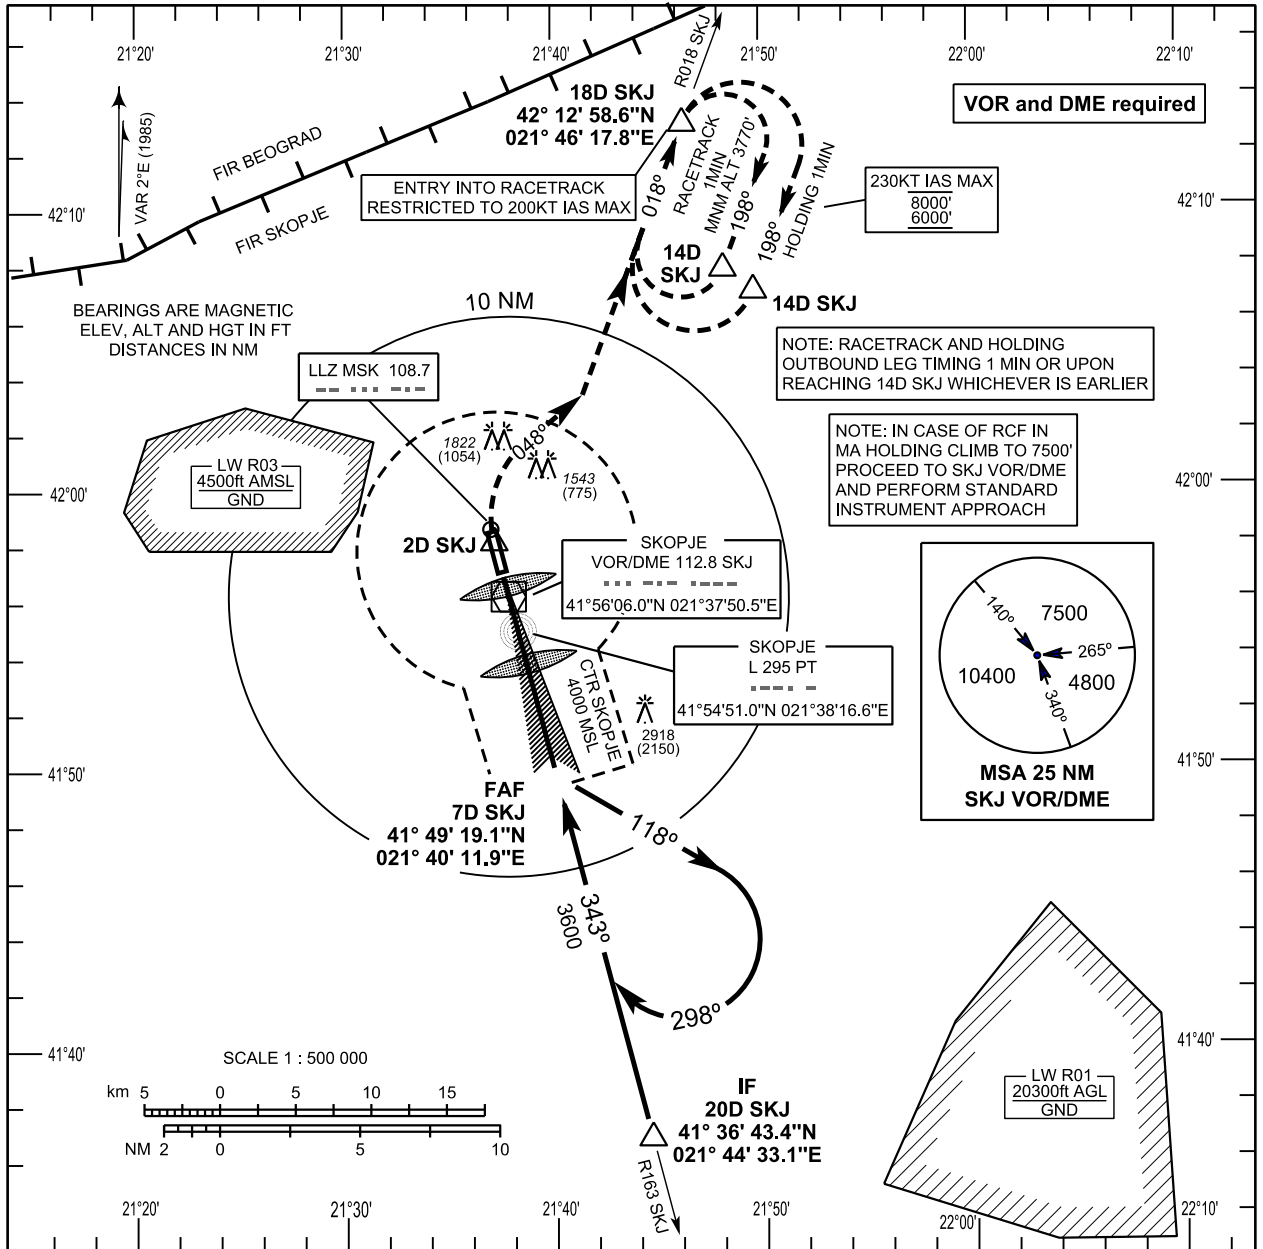 21°20'
21°30'
21°40'
21°50'
22°00'
22°10'
VOR and DME required
18D SKJ
42° 12' 58.6"N
021° 46' 17.8"E
R018 SKJ
VAR 2°E (1985)
FIR BEOGRAD
FIR SKOPJE
ENTRY INTO RACETRACK
RESTRICTED TO 200KT IAS MAX
018°
RACETRACK
1MIN
MNM ALT 3770'
198°
198°
HOLDING 1MIN
230KT IAS MAX
8000'
6000'
42°10'
42°10'
14D
SKJ
14D SKJ
BEARINGS ARE MAGNETIC
ELEV, ALT AND HGT IN FT
DISTANCES IN NM
10 NM
NOTE: RACETRACK AND HOLDING
OUTBOUND LEG TIMING 1 MIN OR UPON
REACHING 14D SKJ WHICHEVER IS EARLIER
LLZ MSK 108.7
1822
(1054)
048°
1543
(775)
NOTE: IN CASE OF RCF IN
MA HOLDING CLIMB TO 7500'
PROCEED TO SKJ VOR/DME
AND PERFORM STANDARD
INSTRUMENT APPROACH
LW R03
4500ft AMSL
GND
42°00'
42°00'
2D SKJ
SKOPJE
VOR/DME 112.8 SKJ
41°56'06.0"N 021°37'50.5"E
SKOPJE
L 295 PT
41°54'51.0"N 021°38'16.6"E
CTR SKOPJE
4000 MSL
2918
(2150)
140°
7500
265°
10400
4800
340°
MSA 25 NM
SKJ VOR/DME
41°50'
41°50'
FAF
7D SKJ
41° 49' 19.1"N
021° 40' 11.9"E
118°
343°
3600
298°
41°40'
41°40'
SCALE 1 : 500 000
km 5 0 5 10 15
NM 2 0 5 10
IF
20D SKJ
41° 36' 43.4"N
021° 44' 33.1"E
R163 SKJ
LW R01
20300ft AGL
GND
21°20'
21°30'
21°40'
21°50'
22°00'
22°10'